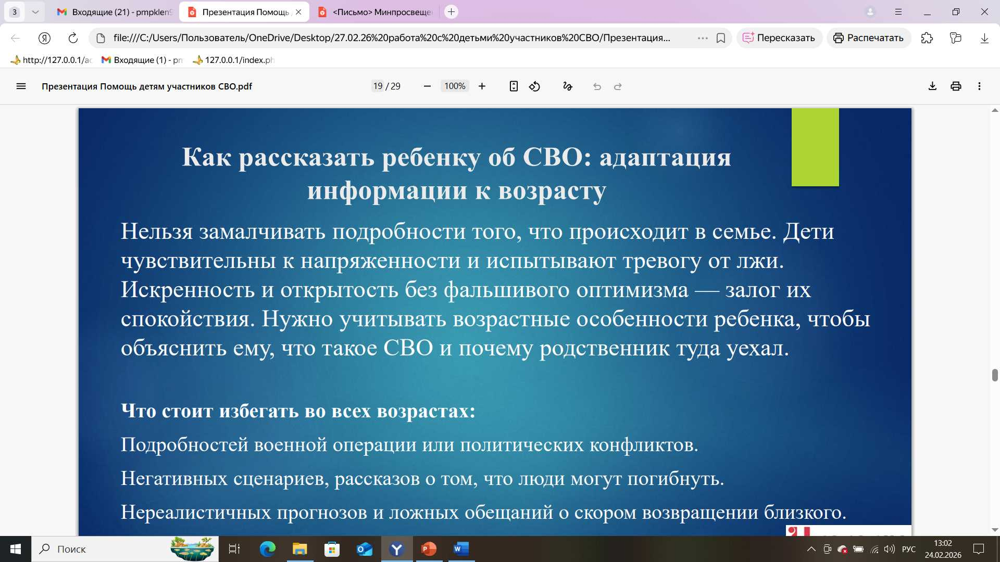 3
Входящие (21) - pmpklen9
Презентация Помощь
<Письмо> Минпросвеще
file:///C:/Users/Пользователь/OneDrive/Desktop/27.02.26%20работа%20с%20детьми%20участников%20СВО/Презентация...
Пересказать
Распечатать
http://127.0.0.1/ac
Входящие (1) - pm
127.0.0.1/index.ph
Презентация Помощь детям участников СВО.pdf
19 / 29
100%
Как рассказать ребенку об СВО: адаптация
информации к возрасту
Нельзя замалчивать подробности того, что происходит в семье. Дети
чувствительны к напряженности и испытывают тревогу от лжи.
Искренность и открытость без фальшивого оптимизма — залог их
спокойствия. Нужно учитывать возрастные особенности ребенка, чтобы
объяснить ему, что такое СВО и почему родственник туда уехал.
Что стоит избегать во всех возрастах:
Подробностей военной операции или политических конфликтов.
Негативных сценариев, рассказов о том, что люди могут погибнуть.
Нереалистичных прогнозов и ложных обещаний о скором возвращении близкого.
Поиск
РУС
13:02
24.02.2026